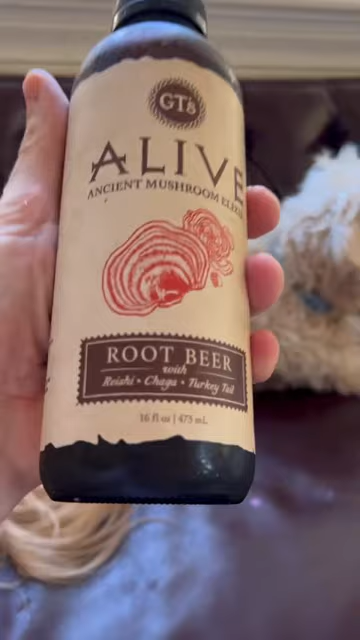 GT's
ALIVE
ANCIENT MUSHROOM ELIXIR
ROOT BEER
with
Reishi • Chaga • Turkey Tail
16 fl oz | 473 mL